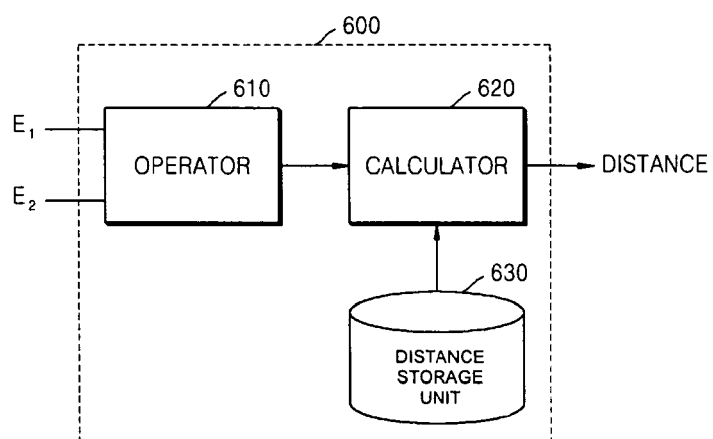 600
610
620
E₁
OPERATOR
CALCULATOR
DISTANCE
E₂
630
DISTANCE
STORAGE
UNIT